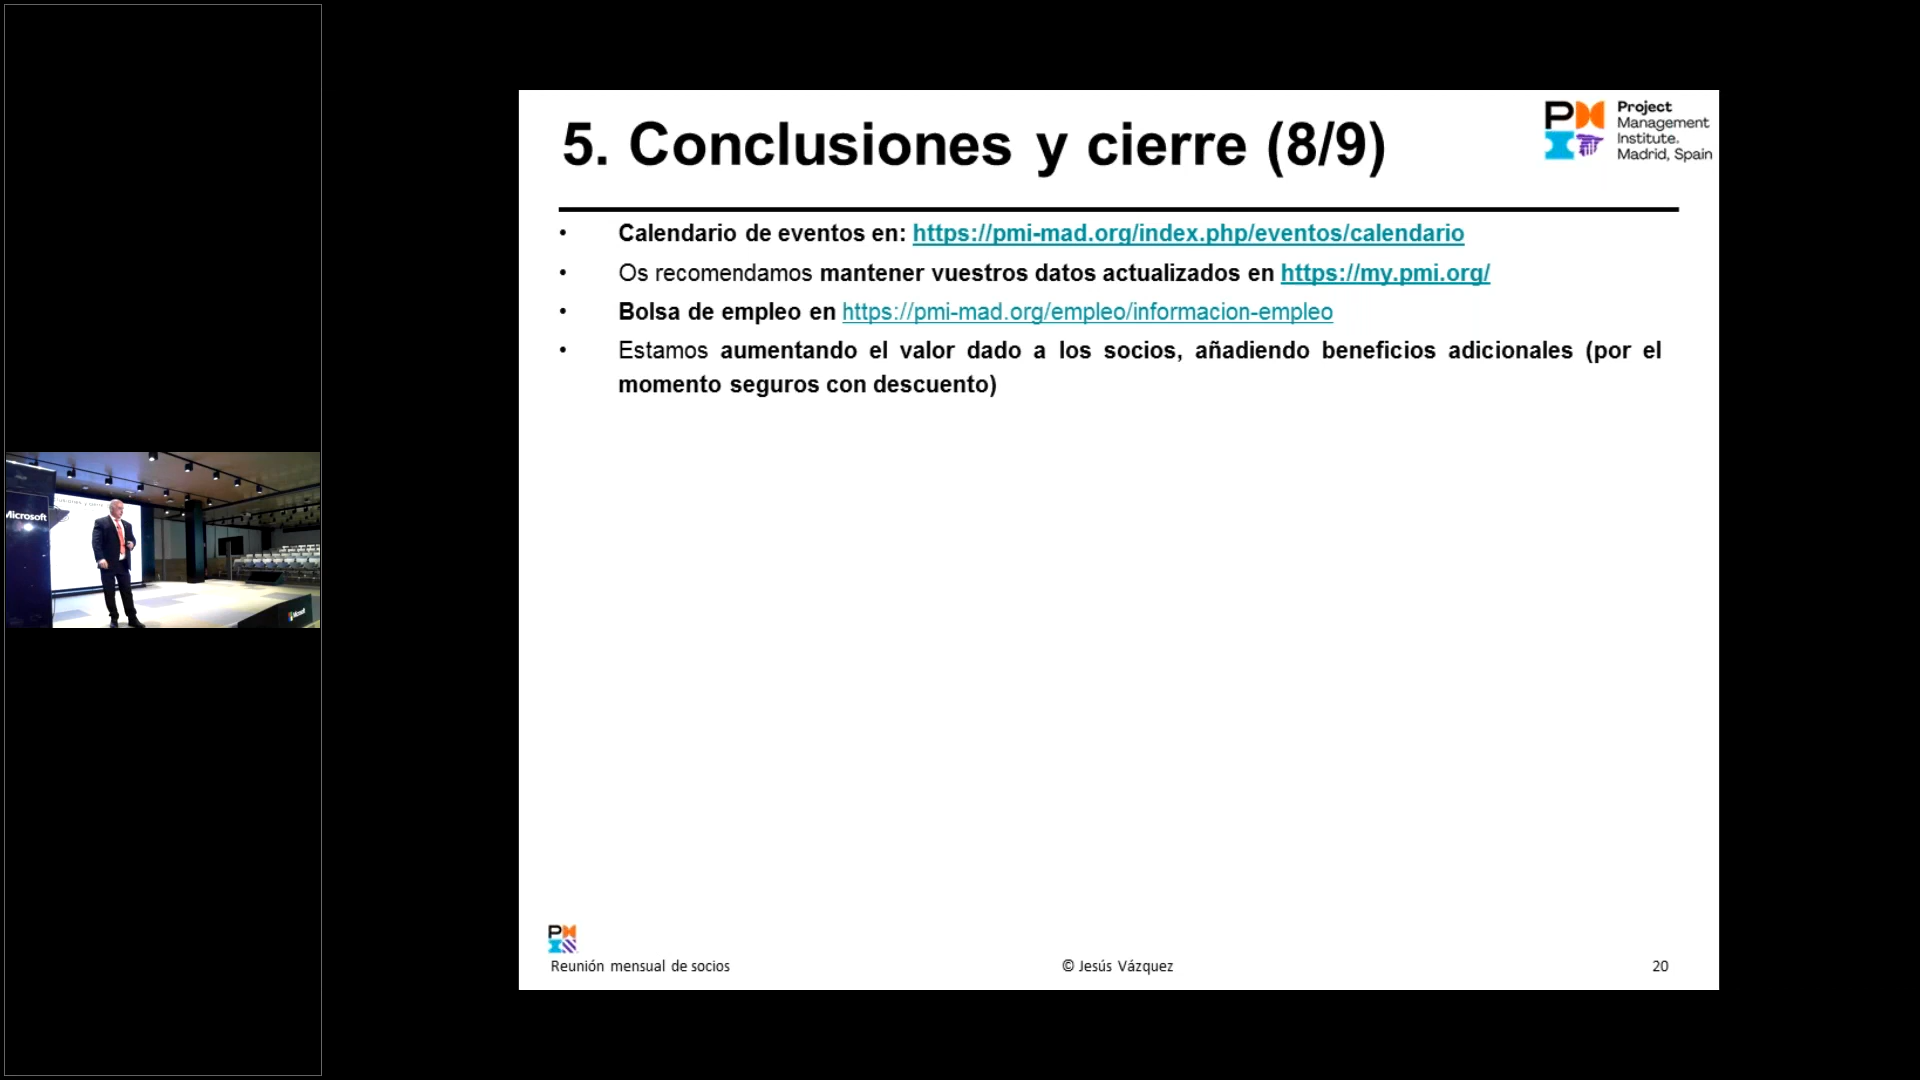 Microsoft
Microsoft
5. Conclusiones y cierre (8/9)
Project
Management
Institute.
Madrid, Spain
• Calendario de eventos en: https://pmi-mad.org/index.php/eventos/calendario
• Os recomendamos mantener vuestros datos actualizados en https://my.pmi.org/
• Bolsa de empleo en https://pmi-mad.org/empleo/informacion-empleo
• Estamos aumentando el valor dado a los socios, añadiendo beneficios adicionales (por el
momento seguros con descuento)
Reunión mensual de socios
© Jesús Vázquez
20